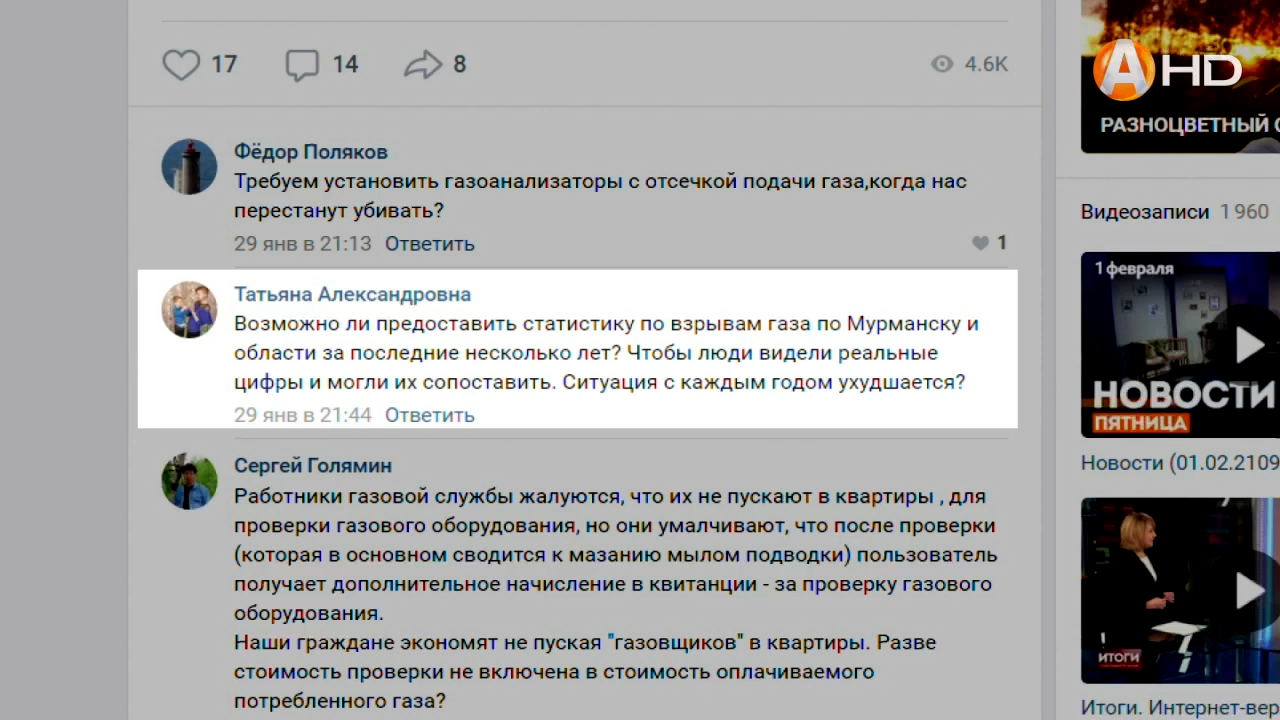 17
14
8
4.6K
Фёдор Поляков
Требуем установить газоанализаторы с отсечкой подачи газа,когда нас
перестанут убивать?
29 янв в 21:13 Ответить
1
Татьяна Александровна
Возможно ли предоставить статистику по взрывам газа по Мурманску и
области за последние несколько лет? Чтобы люди видели реальные
цифры и могли их сопоставить. Ситуация с каждым годом ухудшается?
29 янв в 21:44 Ответить
Сергей Голямин
Работники газовой службы жалуются, что их не пускают в квартиры , для
проверки газового оборудования, но они умалчивают, что после проверки
(которая в основном сводится к мазанию мылом подводки) пользователь
получает дополнительное начисление в квитанции - за проверку газового
оборудования.
Наши граждане экономят не пуская "газовщиков" в квартиры. Разве
стоимость проверки не включена в стоимость оплачиваемого
потребленного газа?
А HD
РАЗНОЦВЕТНЫЙ
Видеозаписи 1 960
1 февраля
НОВОСТИ
ПЯТНИЦА
Новости (01.02.2109
ИТОГИ
Итоги. Интернет-вер